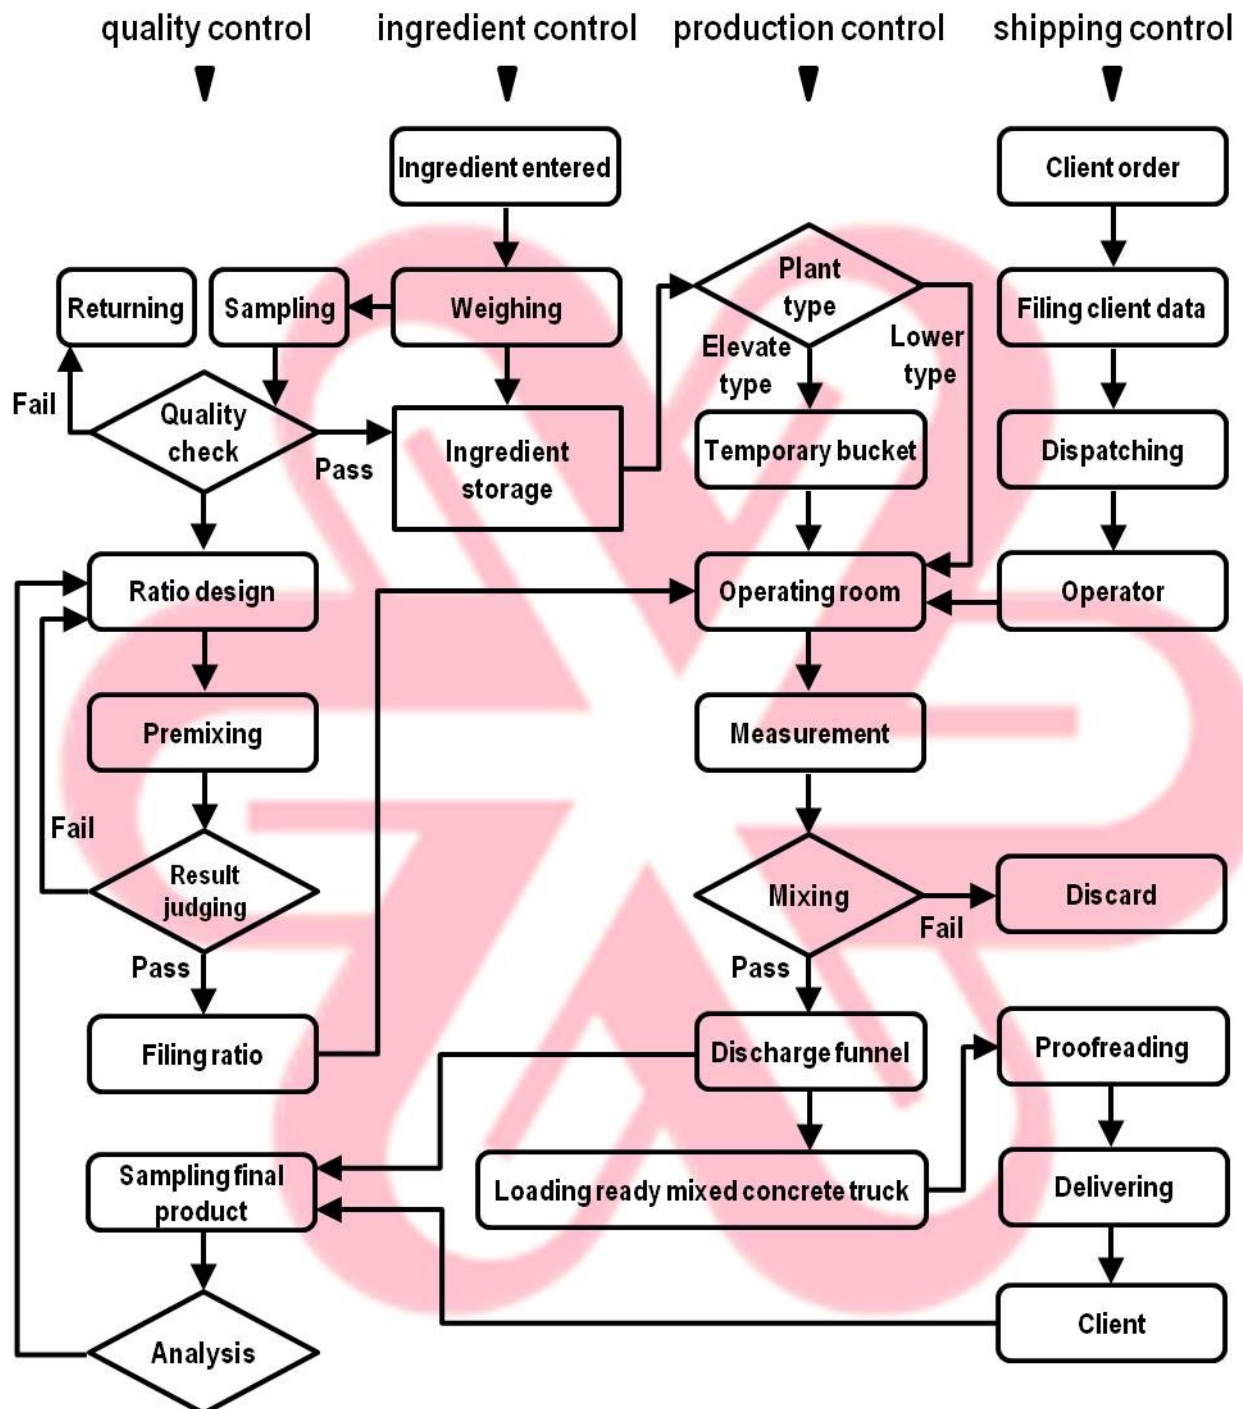 quality control
ingredient control
production control
shipping control
Ingredient entered
Client order
Returning
Sampling
Weighing
Plant
type
Filing client data
Elevate
type
Lower
type
Fail
Quality
check
Pass
Ingredient
storage
Temporary bucket
Dispatching
Ratio design
Operating room
Operator
Premixing
Measurement
Fail
Result
judging
Mixing
Fail
Discard
Pass
Pass
Filing ratio
Discharge funnel
Proofreading
Sampling final
product
Loading ready mixed concrete truck
Delivering
Analysis
Client